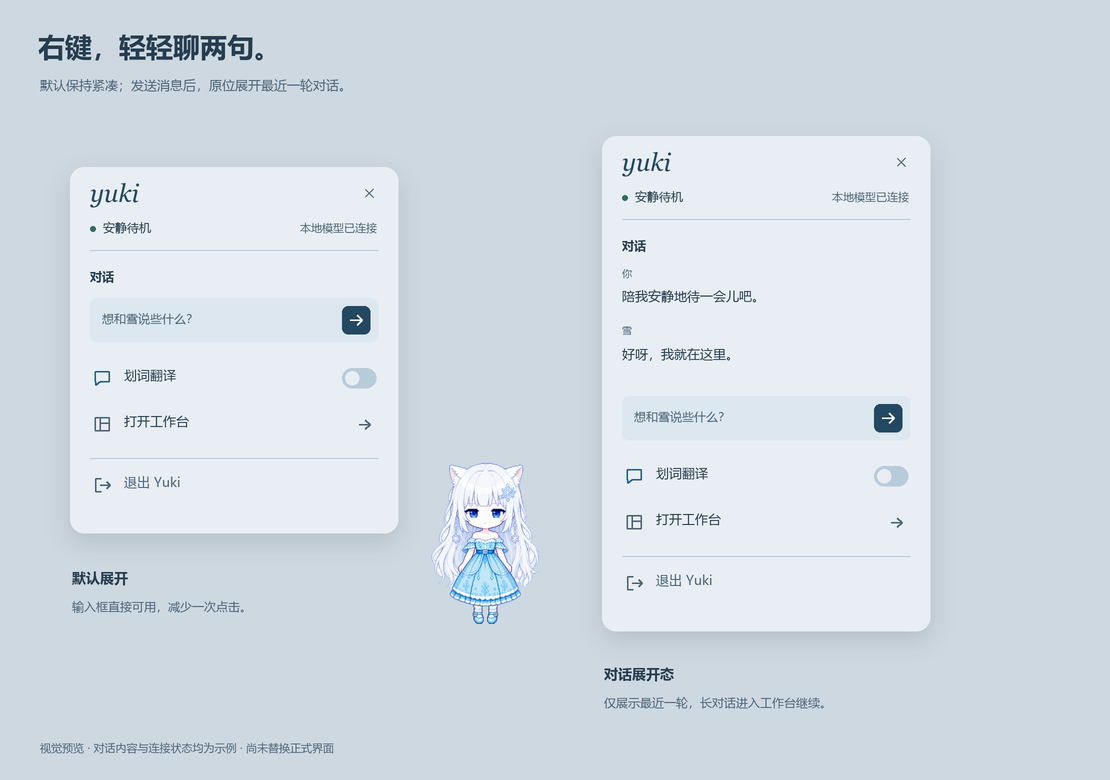 右键，轻轻聊两句。
默认保持紧凑；发送消息后，原位展开最近一轮对话。
yuki
安静待机
本地模型已连接
对话
想和雪说些什么？
划词翻译
打开工作台
退出 Yuki
默认展开
输入框直接可用，减少一次点击。
yuki
安静待机
本地模型已连接
对话
你
陪我安静地待一会儿吧。
雪
好呀，我就在这里。
想和雪说些什么？
划词翻译
打开工作台
退出 Yuki
对话展开态
仅展示最近一轮，长对话进入工作台继续。
视觉预览 · 对话内容与连接状态均为示例 · 尚未替换正式界面